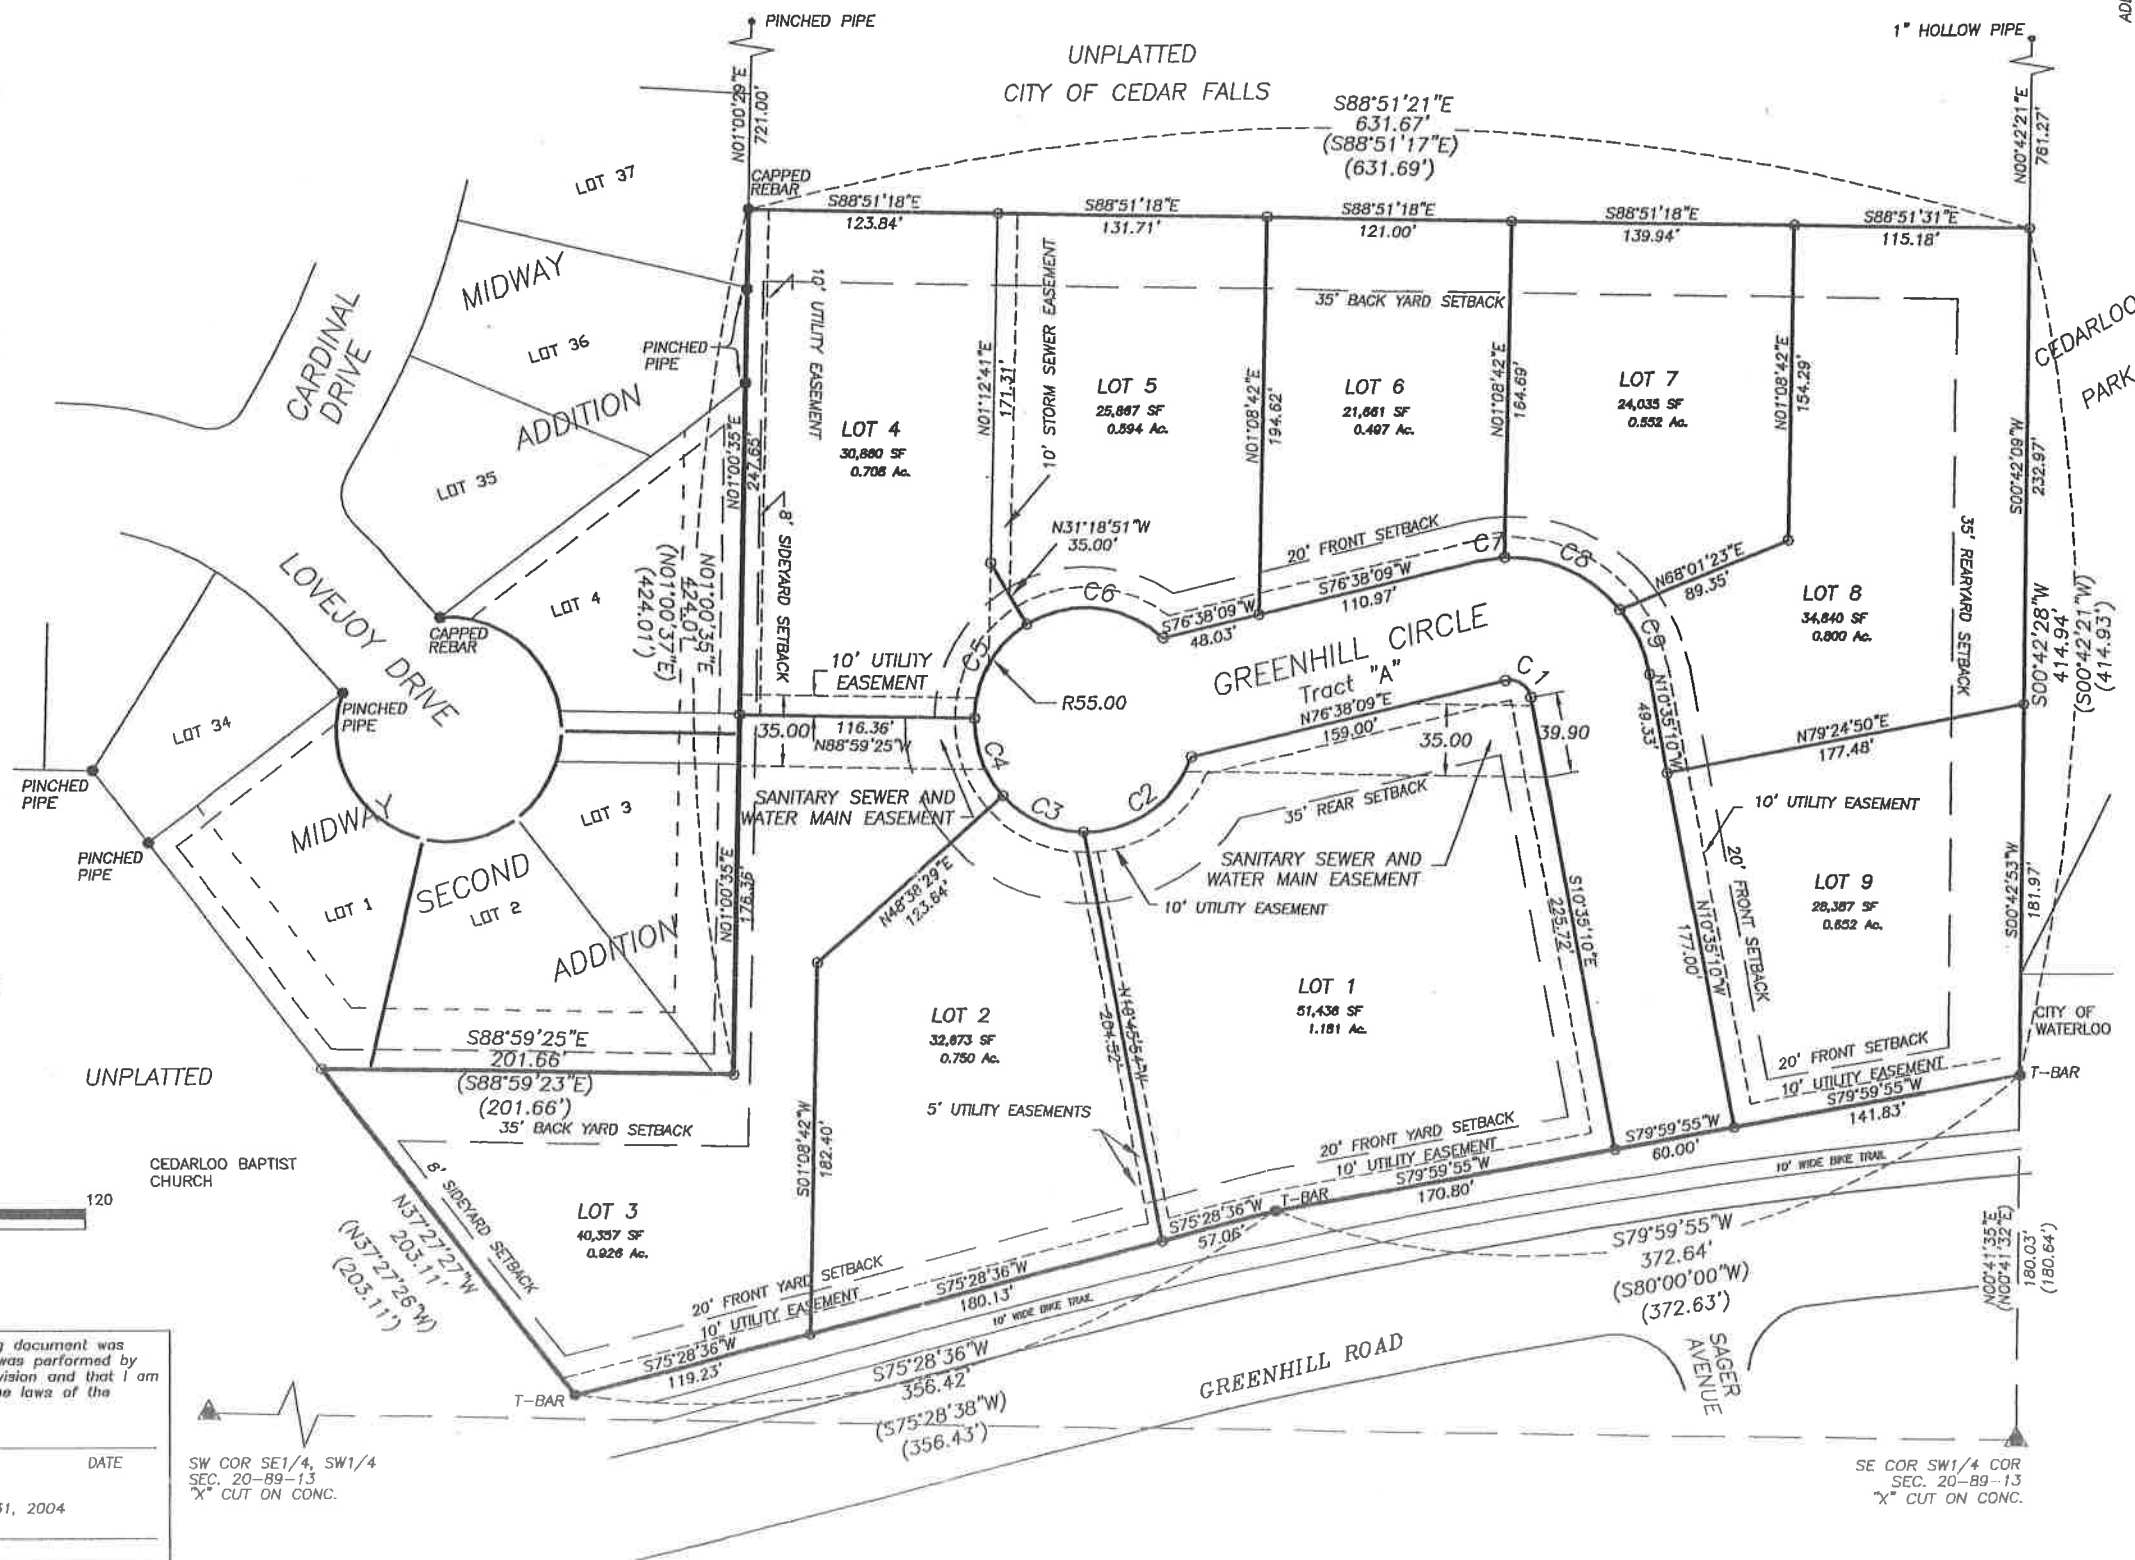 PINCHED PIPE
1" HOLLOW PIPE
UNPLATTED
CITY OF CEDAR FALLS
N01°00'29"E
721.00'
N00°42'21"E
761.27'
S88°51'21"E
631.67'
(S88°51'17"E)
(631.69')
CAPPED
REBAR
S88°51'18"E
123.84'
S88°51'18"E
131.71'
S88°51'18"E
121.00'
S88°51'18"E
139.94'
S88°51'31"E
115.18'
LOT 37
MIDWAY
LOT 36
ADDITION
LOT 35
CARDINAL
DRIVE
PINCHED
PIPE
10' UTILITY EASEMENT
10' STORM SEWER EASEMENT
35' BACK YARD SETBACK
CEDARLOO
PARK
LOT 4
30,880 SF
0.708 Ac.
N01°12'41"E
171.31'
LOT 5
25,867 SF
0.594 Ac.
N01°08'42"E
194.62'
LOT 6
21,661 SF
0.497 Ac.
N01°08'42"E
164.69'
LOT 7
24,035 SF
0.552 Ac.
N01°08'42"E
154.29'
S00°42'09"W
232.97'
N01°00'35"E
247.65'
8' SIDEYARD SETBACK
N01°00'35"E
424.01'
(N01°00'37"E)
(424.01')
N31°18'51"W
35.00'
20' FRONT SETBACK
C7
C8
N68°01'23"E
89.35'
C9
35' REARYARD SETBACK
LOT 8
34,840 SF
0.800 Ac.
S00°42'28"W
414.94'
(S00°42'21"W)
(414.93')
LOVEJOY DRIVE
LOT 4
CAPPED
REBAR
C6
S76°38'09"W
48.03'
S76°38'09"W
110.97'
GREENHILL CIRCLE
Tract "A"
C1
C5
10' UTILITY
EASEMENT
R55.00
LOT 34
PINCHED
PIPE
35.00'
116.36'
N88°59'25"W
C4
N76°38'09"E
159.00'
35.00
39.90
N10°35'10"W
49.33'
N79°24'50"E
177.48'
PINCHED
PIPE
PINCHED
PIPE
SANITARY SEWER AND
WATER MAIN EASEMENT
C3
C2
35' REAR SETBACK
10' UTILITY EASEMENT
LOT 3
MIDWAY
SECOND
ADDITION
LOT 1
LOT 2
N01°00'35"E
176.36'
N48°38'29"E
123.64'
SANITARY SEWER AND
WATER MAIN EASEMENT
10' UTILITY EASEMENT
S10°35'10"E
225.72'
N10°35'10"W
177.00'
20' FRONT SETBACK
LOT 9
28,387 SF
0.652 Ac.
S00°42'53"W
181.97'
LOT 2
32,673 SF
0.750 Ac.
204.52'
LOT 1
51,436 SF
1.181 Ac.
CITY OF
WATERLOO
S88°59'25"E
201.66'
(S88°59'23"E)
(201.66')
UNPLATTED
35' BACK YARD SETBACK
S01°08'42"W
182.40'
5' UTILITY EASEMENTS
20' FRONT SETBACK
10' UTILITY EASEMENT
S79°59'55"W
141.83'
T-BAR
20' FRONT YARD SETBACK
10' UTILITY EASEMENT
S79°59'55"W
170.80'
S79°59'55"W
60.00'
10' WIDE BIKE TRAIL
CEDARLOO BAPTIST
CHURCH
120
8' SIDEYARD SETBACK
LOT 3
40,357 SF
0.926 Ac.
N37°27'27"W
203.11'
(N37°27'26"W)
(203.11')
T-BAR
S75°28'36"W
57.06'
20' FRONT YARD SETBACK
10' UTILITY EASEMENT
S75°28'36"W
180.13'
10' WIDE BIKE TRAIL
S75°28'36"W
119.23'
T-BAR
S75°28'36"W
356.42'
(S75°28'38"W)
(356.43')
S79°59'55"W
372.64'
(S80°00'00"W)
(372.63')
N00°41'35"E
(N00°41'32"E)
180.03'
(180.64')
GREENHILL ROAD
SAGER
AVENUE
document was
was performed by
vision and that I am
laws of the
DATE
31, 2004
SW COR SE1/4, SW1/4
SEC. 20-89-13
"X" CUT ON CONC.
SE COR SW1/4 COR
SEC. 20-89-13
"X" CUT ON CONC.